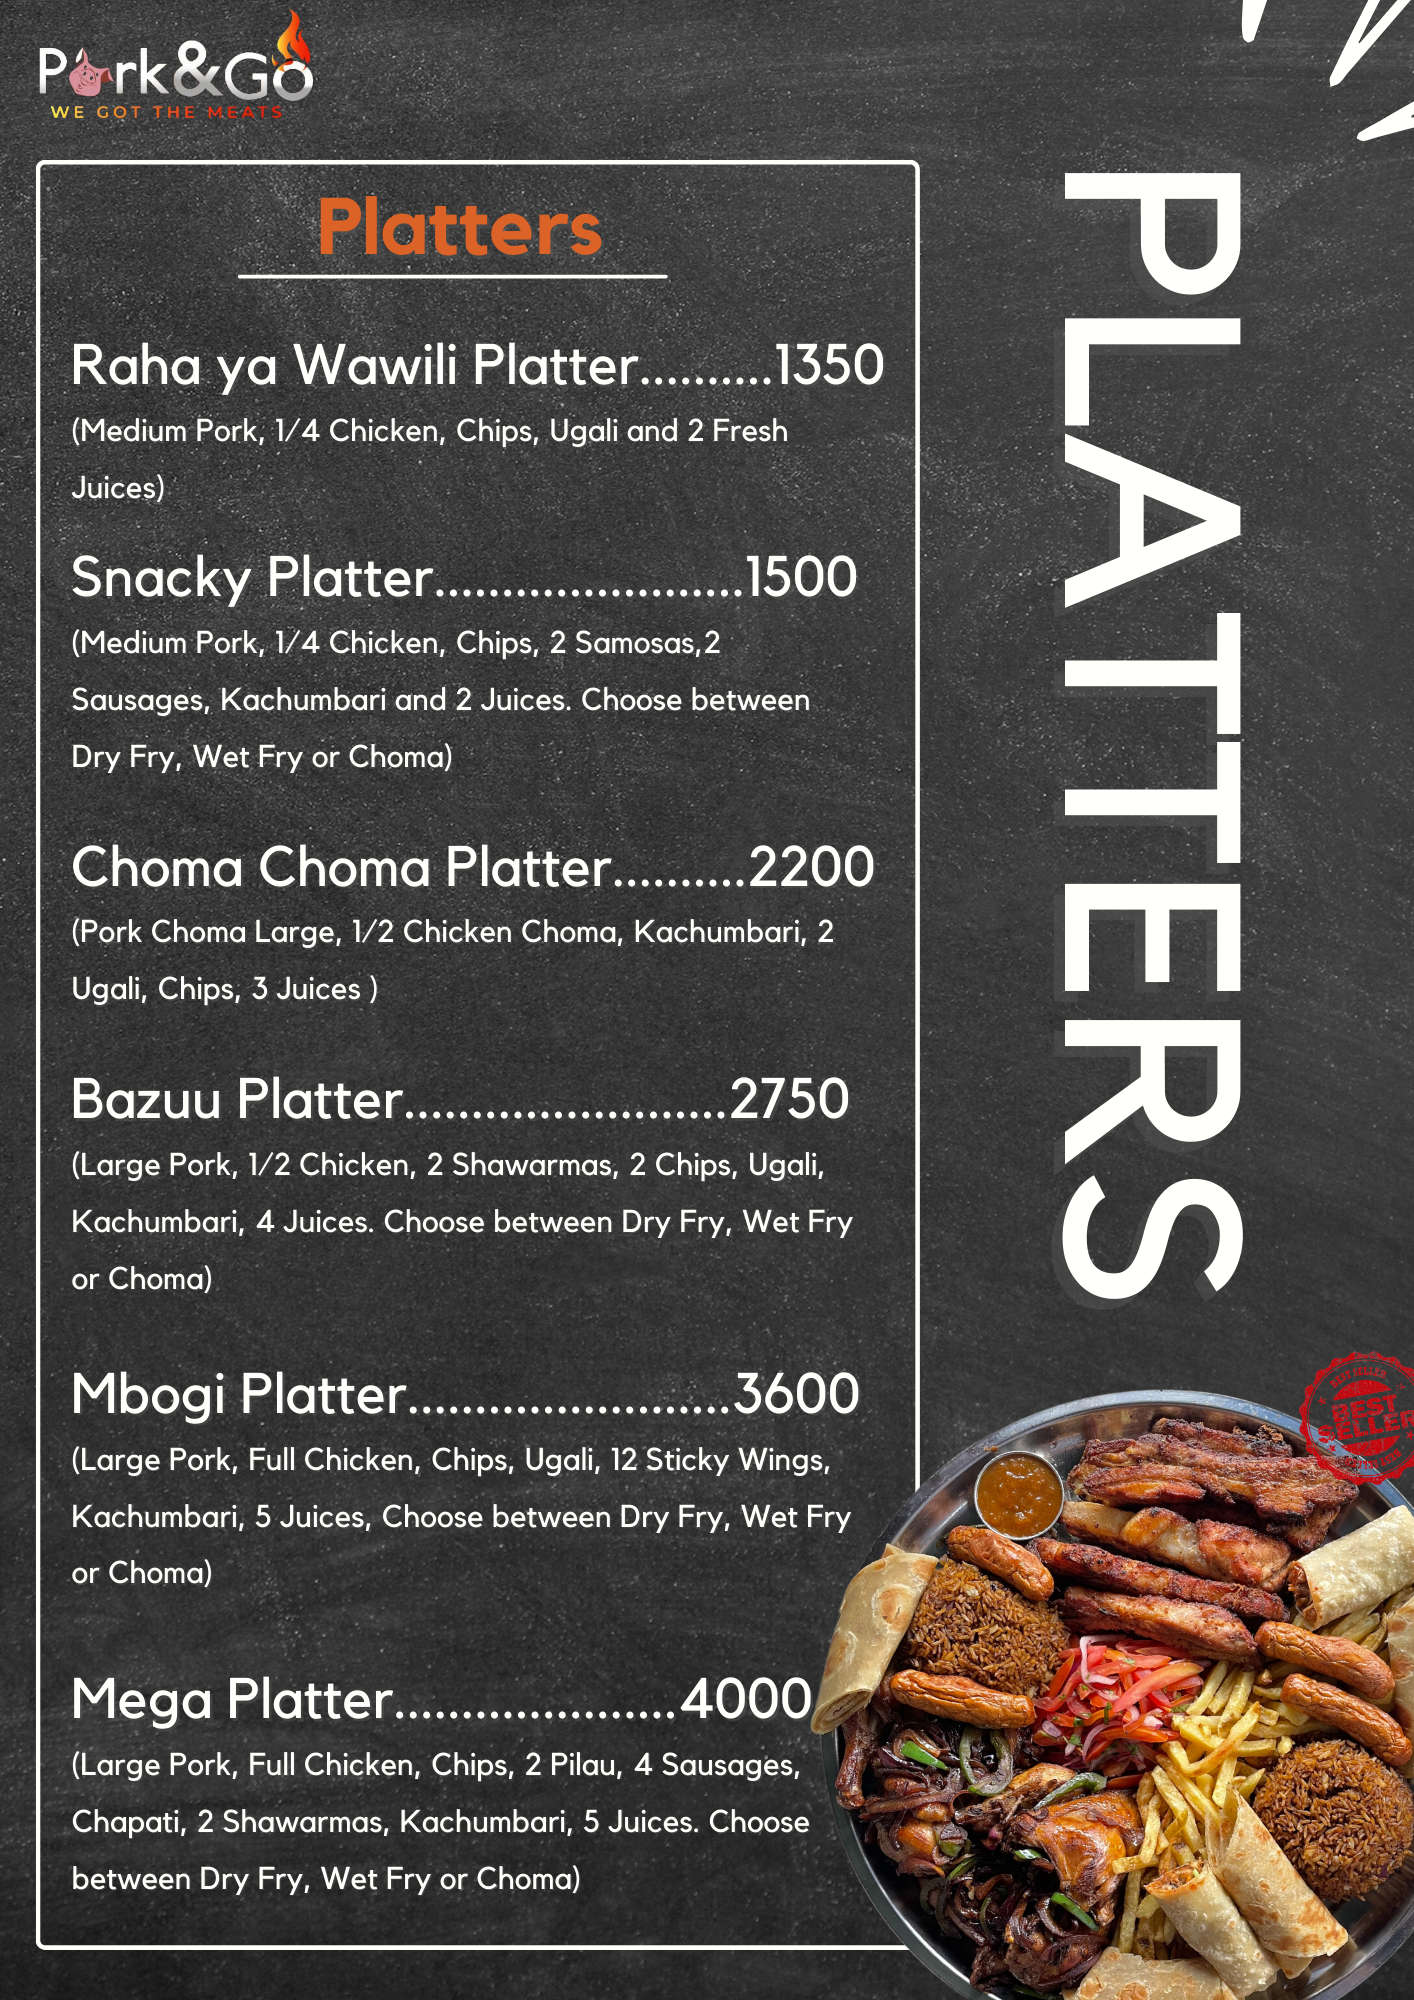 Pork&Go
WE GOT THE MEATS
Platters
Raha ya Wawili Platter..........1350
(Medium Pork, 1/4 Chicken, Chips, Ugali and 2 Fresh
Juices)
Snacky Platter.......................1500
(Medium Pork, 1/4 Chicken, Chips, 2 Samosas,2
Sausages, Kachumbari and 2 Juices. Choose between
Dry Fry, Wet Fry or Choma)
Choma Choma Platter..........2200
(Pork Choma Large, 1/2 Chicken Choma, Kachumbari, 2
Ugali, Chips, 3 Juices )
Bazuu Platter........................2750
(Large Pork, 1/2 Chicken, 2 Shawarmas, 2 Chips, Ugali,
Kachumbari, 4 Juices. Choose between Dry Fry, Wet Fry
or Choma)
Mbogi Platter........................3600
(Large Pork, Full Chicken, Chips, Ugali, 12 Sticky Wings,
Kachumbari, 5 Juices, Choose between Dry Fry, Wet Fry
or Choma)
Mega Platter.....................4000
(Large Pork, Full Chicken, Chips, 2 Pilau, 4 Sausages,
Chapati, 2 Shawarmas, Kachumbari, 5 Juices. Choose
between Dry Fry, Wet Fry or Choma)
PLATTERS
BEST SELLER
BEST
SELLER